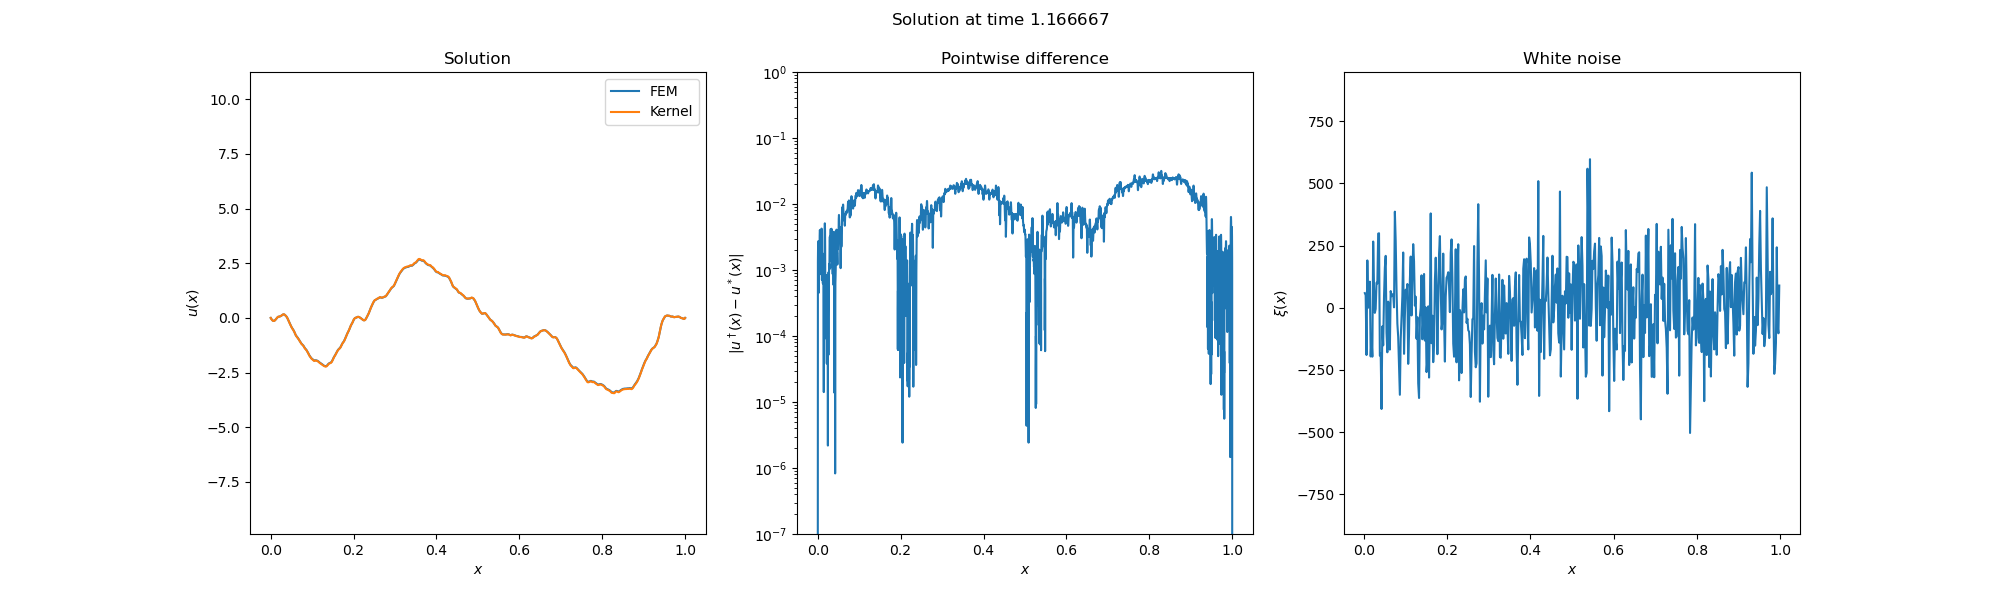 Solution at time 1.166667
Solution
10.0
7.5
5.0
2.5
0.0
−2.5
−5.0
−7.5
u(x)
FEM
Kernel
0.0 0.2 0.4 0.6 0.8 1.0
x
Pointwise difference
10⁰
10⁻¹
10⁻²
10⁻³
10⁻⁴
10⁻⁵
10⁻⁶
10⁻⁷
|u†(x) − u*(x)|
0.0 0.2 0.4 0.6 0.8 1.0
x
White noise
750
500
250
0
−250
−500
−750
ξ(x)
0.0 0.2 0.4 0.6 0.8 1.0
x